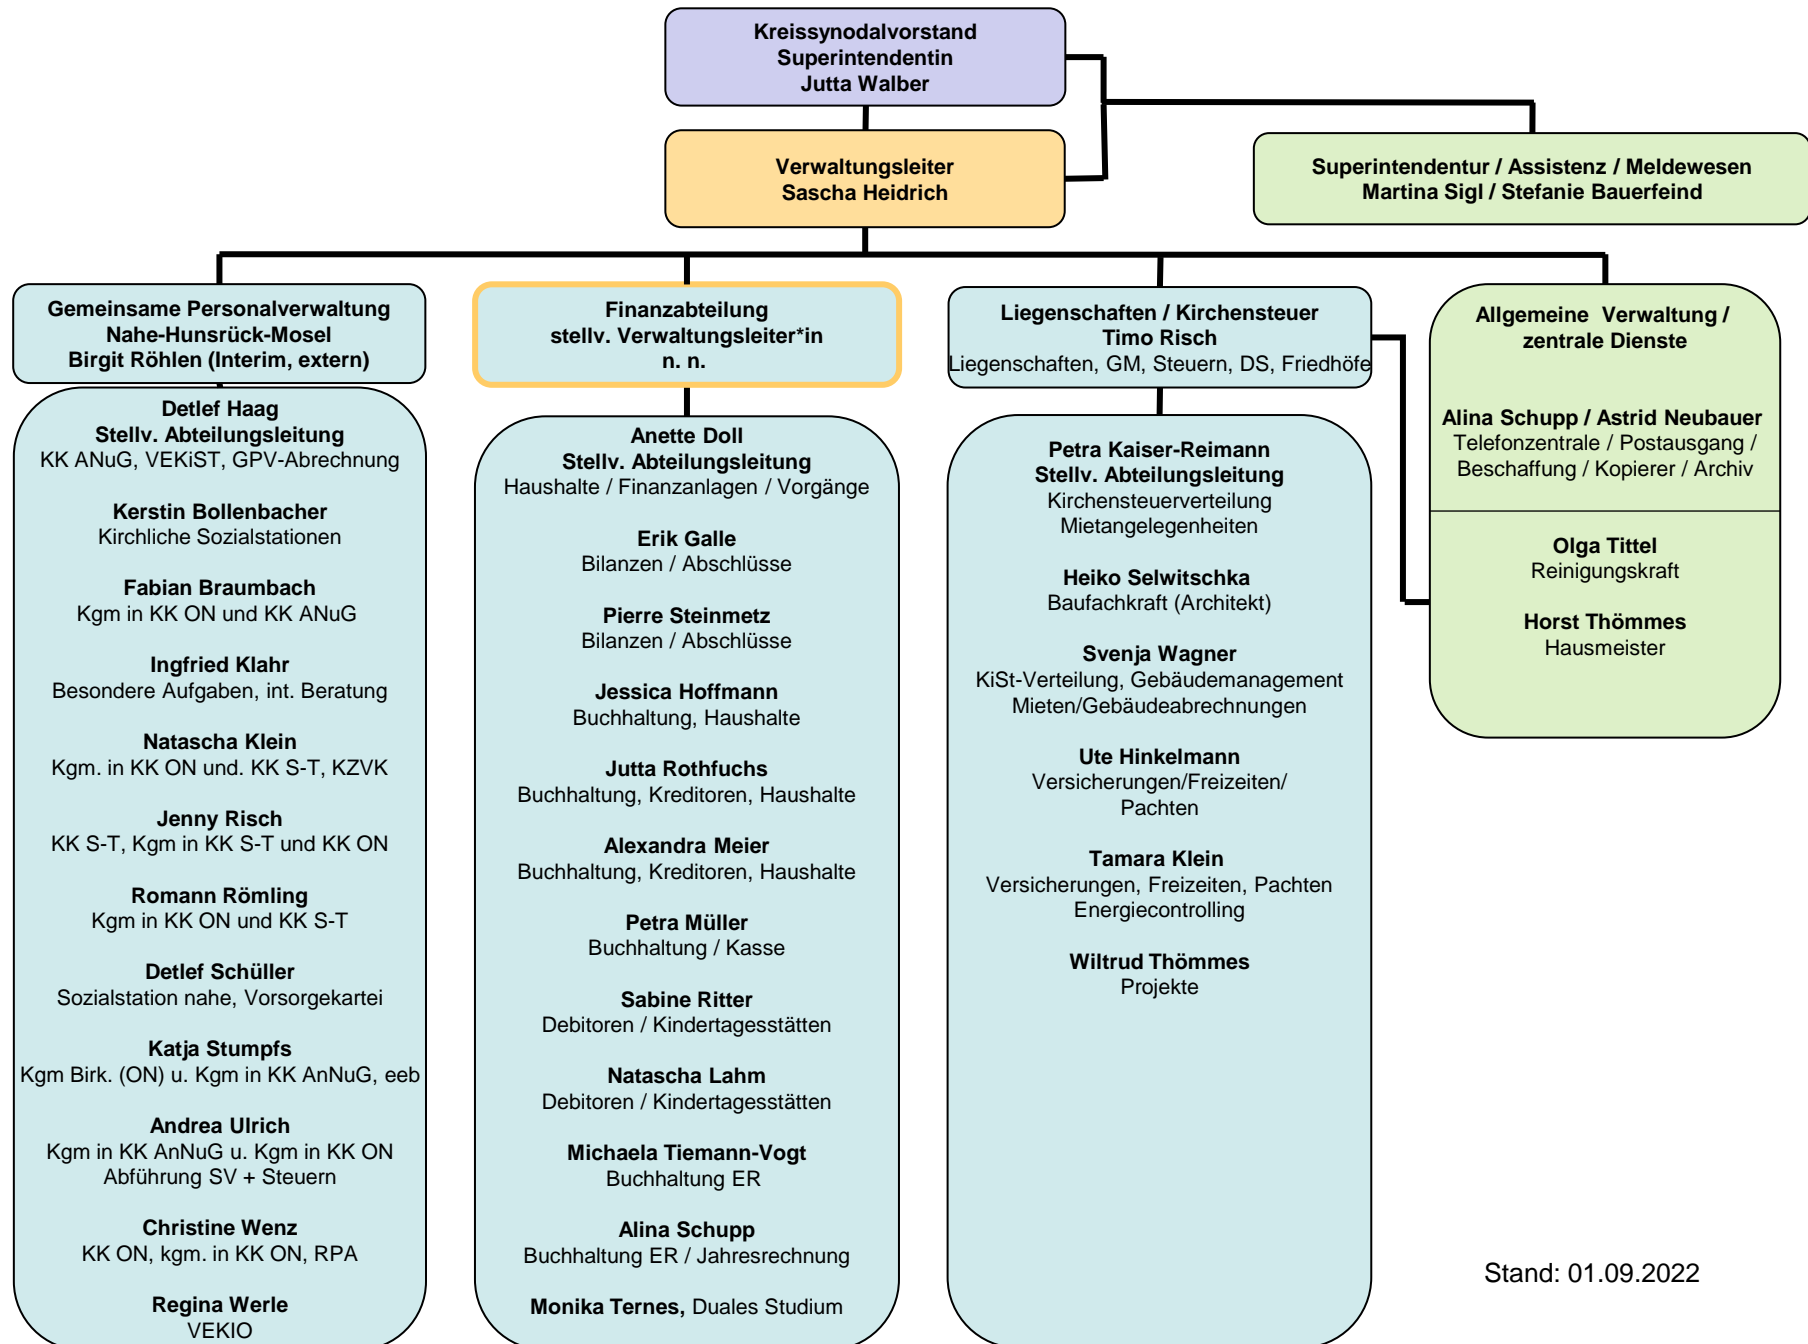 Kreissynodalvorstand
Superintendentin
Jutta Walber
Verwaltungsleiter
Sascha Heidrich
Superintendentur / Assistenz / Meldewesen
Martina Sigl / Stefanie Bauerfeind
Gemeinsame Personalverwaltung
Nahe-Hunsrück-Mosel
Birgit Röhlen (Interim, extern)
Detlef Haag
Stellv. Abteilungsleitung
KK ANuG, VEKiST, GPV-Abrechnung
Kerstin Bollenbacher
Kirchliche Sozialstationen
Fabian Braumbach
Kgm in KK ON und KK ANuG
Ingfried Klahr
Besondere Aufgaben, int. Beratung
Natascha Klein
Kgm. in KK ON und. KK S-T, KZVK
Jenny Risch
KK S-T, Kgm in KK S-T und KK ON
Romann Römling
Kgm in KK ON und KK S-T
Detlef Schüller
Sozialstation nahe, Vorsorgekartei
Katja Stumpfs
Kgm Birk. (ON) u. Kgm in KK AnNuG, eeb
Andrea Ulrich
Kgm in KK AnNuG u. Kgm in KK ON
Abführung SV + Steuern
Christine Wenz
KK ON, kgm. in KK ON, RPA
Regina Werle
VEKIO
Finanzabteilung
stellv. Verwaltungsleiter*in
n. n.
Anette Doll
Stellv. Abteilungsleitung
Haushalte / Finanzanlagen / Vorgänge
Erik Galle
Bilanzen / Abschlüsse
Pierre Steinmetz
Bilanzen / Abschlüsse
Jessica Hoffmann
Buchhaltung, Haushalte
Jutta Rothfuchs
Buchhaltung, Kreditoren, Haushalte
Alexandra Meier
Buchhaltung, Kreditoren, Haushalte
Petra Müller
Buchhaltung / Kasse
Sabine Ritter
Debitoren / Kindertagesstätten
Natascha Lahm
Debitoren / Kindertagesstätten
Michaela Tiemann-Vogt
Buchhaltung ER
Alina Schupp
Buchhaltung ER / Jahresrechnung
Monika Ternes, Duales Studium
Liegenschaften / Kirchensteuer
Timo Risch
Liegenschaften, GM, Steuern, DS, Friedhöfe
Petra Kaiser-Reimann
Stellv. Abteilungsleitung
Kirchensteuerverteilung
Mietangelegenheiten
Heiko Selwitschka
Baufachkraft (Architekt)
Svenja Wagner
KiSt-Verteilung, Gebäudemanagement
Mieten/Gebäudeabrechnungen
Ute Hinkelmann
Versicherungen/Freizeiten/
Pachten
Tamara Klein
Versicherungen, Freizeiten, Pachten
Energiecontrolling
Wiltrud Thömmes
Projekte
Allgemeine Verwaltung /
zentrale Dienste
Alina Schupp / Astrid Neubauer
Telefonzentrale / Postausgang /
Beschaffung / Kopierer / Archiv
Olga Tittel
Reinigungskraft
Horst Thömmes
Hausmeister
Stand: 01.09.2022